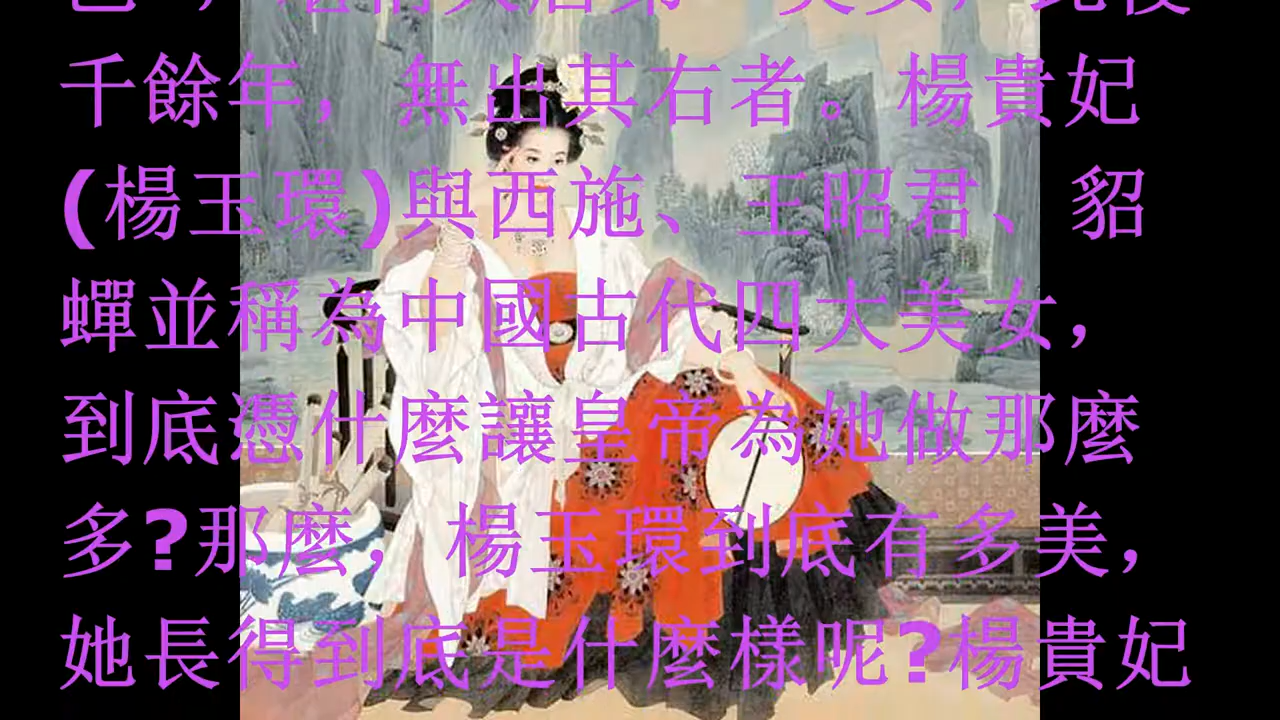 千餘年，無出其右者。楊貴妃
(楊玉環)與西施、王昭君、貂
蟬並稱為中國古代四大美女，
到底憑什麼讓皇帝為她做那麼
多?那麼，楊玉環到底有多美，
她長得到底是什麼樣呢?楊貴妃